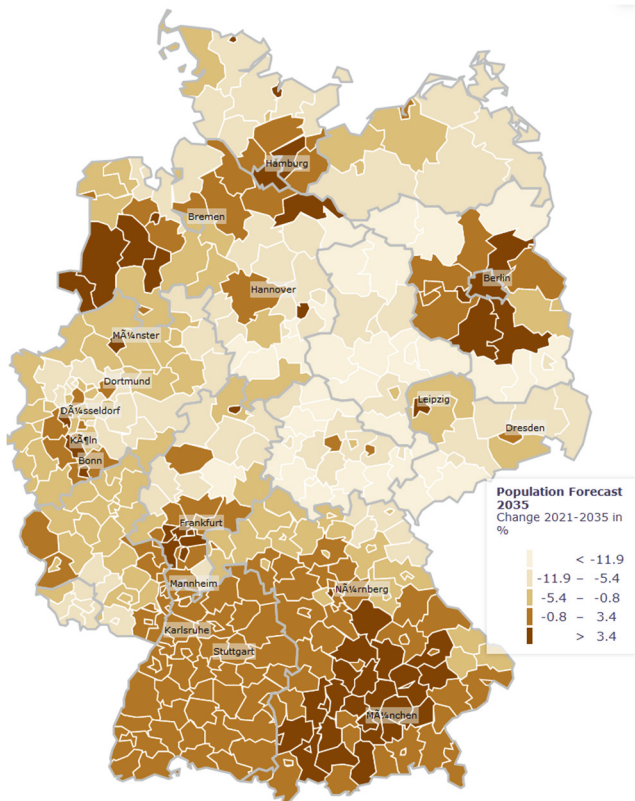 Hamburg
Bremen
Berlin
Hannover
MÃ¼nster
Dortmund
Leipzig
DÃ¼sseldorf
Dresden
KÃ¶ln
Bonn
Population Forecast
2035
Change 2021-2035 in
%
< -11.9
-11.9 – -5.4
-5.4 – -0.8
-0.8 – 3.4
> 3.4
Frankfurt
Mannheim
NÃ¼rnberg
Karlsruhe
Stuttgart
MÃ¼nchen